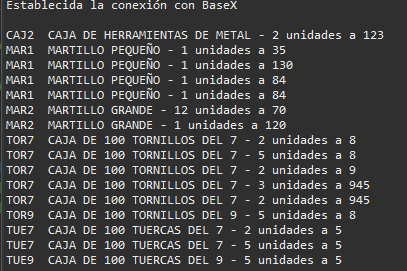 Establecida la conexión con BaseX
CAJ2 CAJA DE HERRAMIENTAS DE METAL - 2 unidades a 123
MAR1 MARTILLO PEQUEÑO - 1 unidades a 35
MAR1 MARTILLO PEQUEÑO - 1 unidades a 130
MAR1 MARTILLO PEQUEÑO - 1 unidades a 84
MAR1 MARTILLO PEQUEÑO - 1 unidades a 84
MAR2 MARTILLO GRANDE - 12 unidades a 70
MAR2 MARTILLO GRANDE - 1 unidades a 120
TOR7 CAJA DE 100 TORNILLOS DEL 7 - 2 unidades a 8
TOR7 CAJA DE 100 TORNILLOS DEL 7 - 5 unidades a 8
TOR7 CAJA DE 100 TORNILLOS DEL 7 - 2 unidades a 9
TOR7 CAJA DE 100 TORNILLOS DEL 7 - 3 unidades a 945
TOR7 CAJA DE 100 TORNILLOS DEL 7 - 2 unidades a 945
TOR9 CAJA DE 100 TORNILLOS DEL 9 - 5 unidades a 8
TUE7 CAJA DE 100 TUERCAS DEL 7 - 2 unidades a 5
TUE7 CAJA DE 100 TUERCAS DEL 7 - 5 unidades a 5
TUE9 CAJA DE 100 TUERCAS DEL 9 - 5 unidades a 5